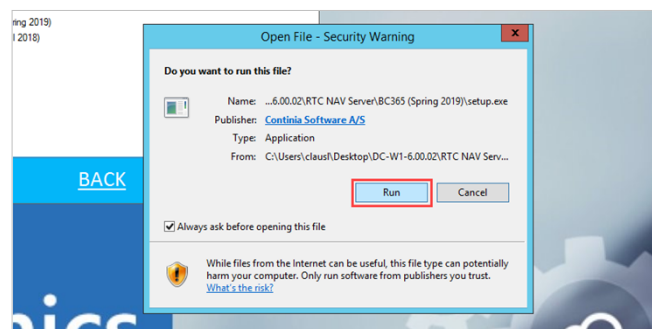 ring 2019)
l 2018)
Open File - Security Warning
x
Do you want to run this file?
Name: ...6.00.02\RTC NAV Server\BC365 (Spring 2019)\setup.exe
Publisher: Continia Software A/S
Type: Application
From: C:\Users\clausl\Desktop\DC-W1-6.00.02\RTC NAV Serv...
BACK
Run Cancel
Always ask before opening this file
While files from the Internet can be useful, this file type can potentially
harm your computer. Only run software from publishers you trust.
What's the risk?
nics